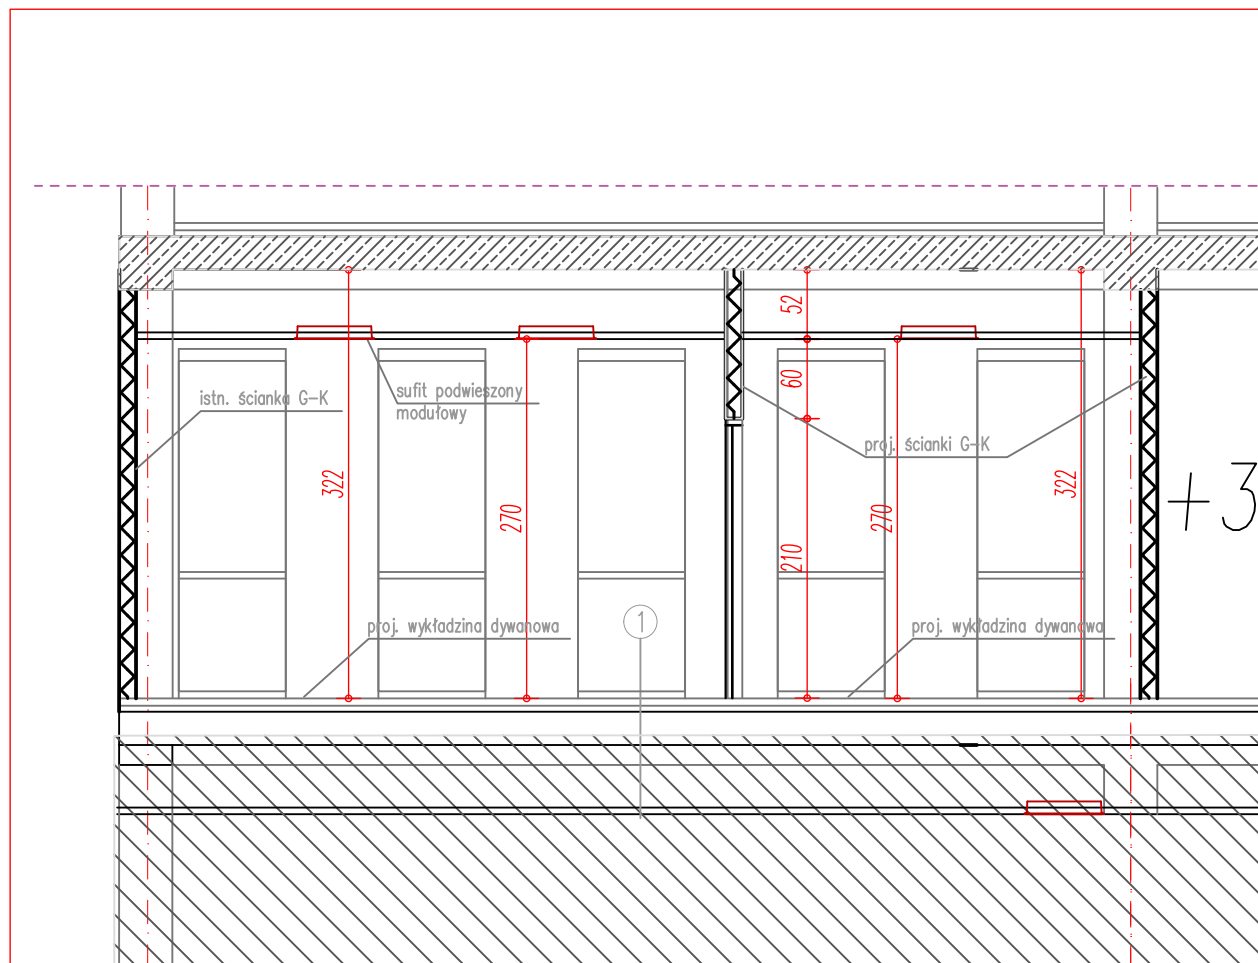 52
60
sufit podwieszony
modułowy
istn. ścianka G-K
proj. ścianki G-K
322
270
270
322
+3
210
1
proj. wykładzina dywanowa
proj. wykładzina dywanowa